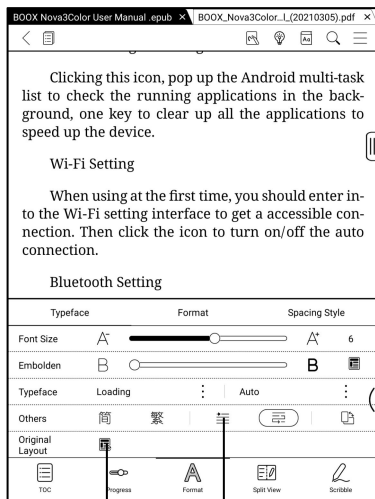 BOOX Nova3Color User Manual .epub × BOOX_Nova3Color...l_(20210305).pdf ×
Clicking this icon, pop up the Android multi-task
list to check the running applications in the back-
ground, one key to clear up all the applications to
speed up the device.
Wi-Fi Setting
When using at the first time, you should enter in-
to the Wi-Fi setting interface to get a accessible con-
nection. Then click the icon to turn on/off the auto
connection.
Bluetooth Setting
Typeface Format Spacing Style
Font Size A- A+ 6
Embolden B B
Typeface Loading Auto
Others 简 繁
Original
Layout
TOC Progress Format Split View Scribble